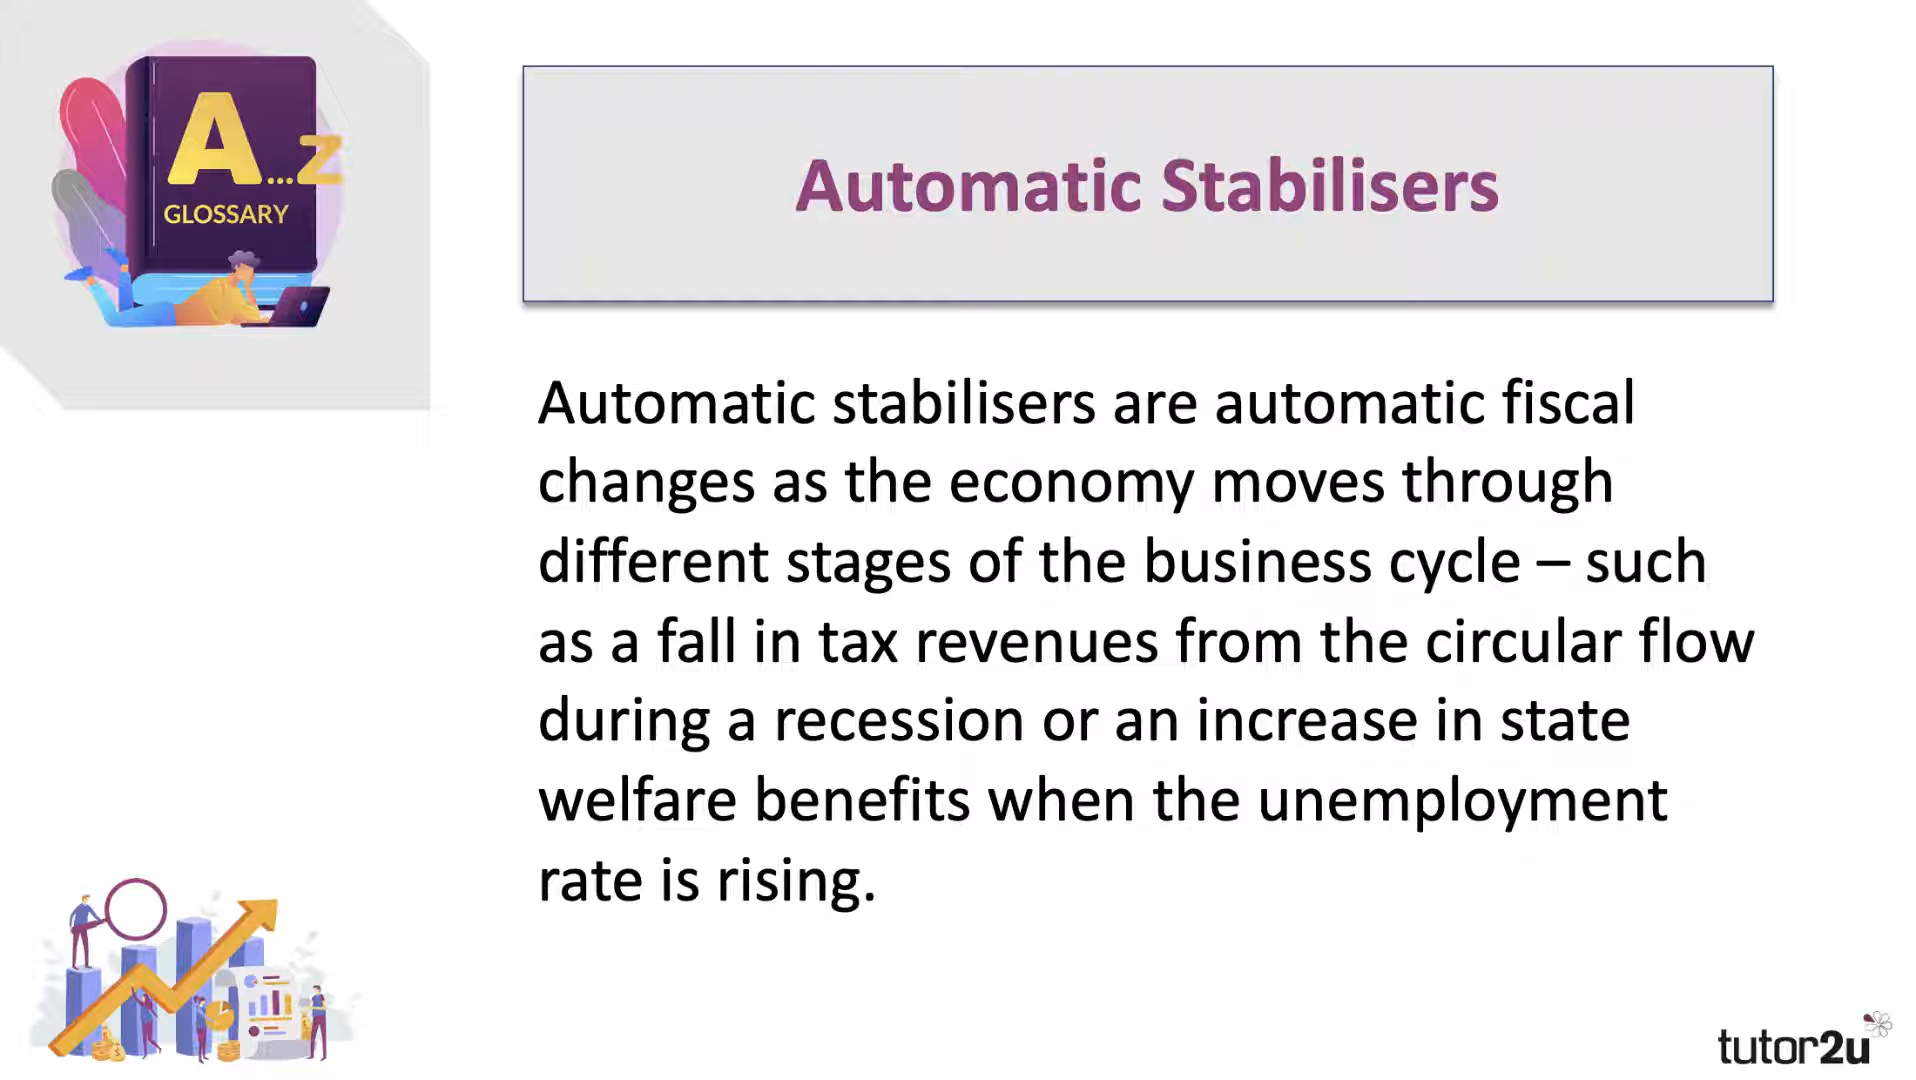 A...Z
GLOSSARY
Automatic Stabilisers
Automatic stabilisers are automatic fiscal
changes as the economy moves through
different stages of the business cycle – such
as a fall in tax revenues from the circular flow
during a recession or an increase in state
welfare benefits when the unemployment
rate is rising.
tutor2u